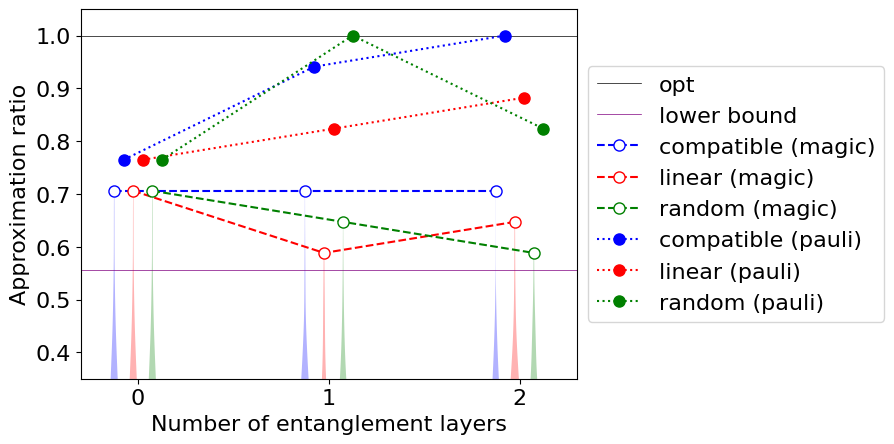 Approximation ratio
1.0
0.9
0.8
0.7
0.6
0.5
0.4
0
1
2
Number of entanglement layers
opt
lower bound
compatible (magic)
linear (magic)
random (magic)
compatible (pauli)
linear (pauli)
random (pauli)